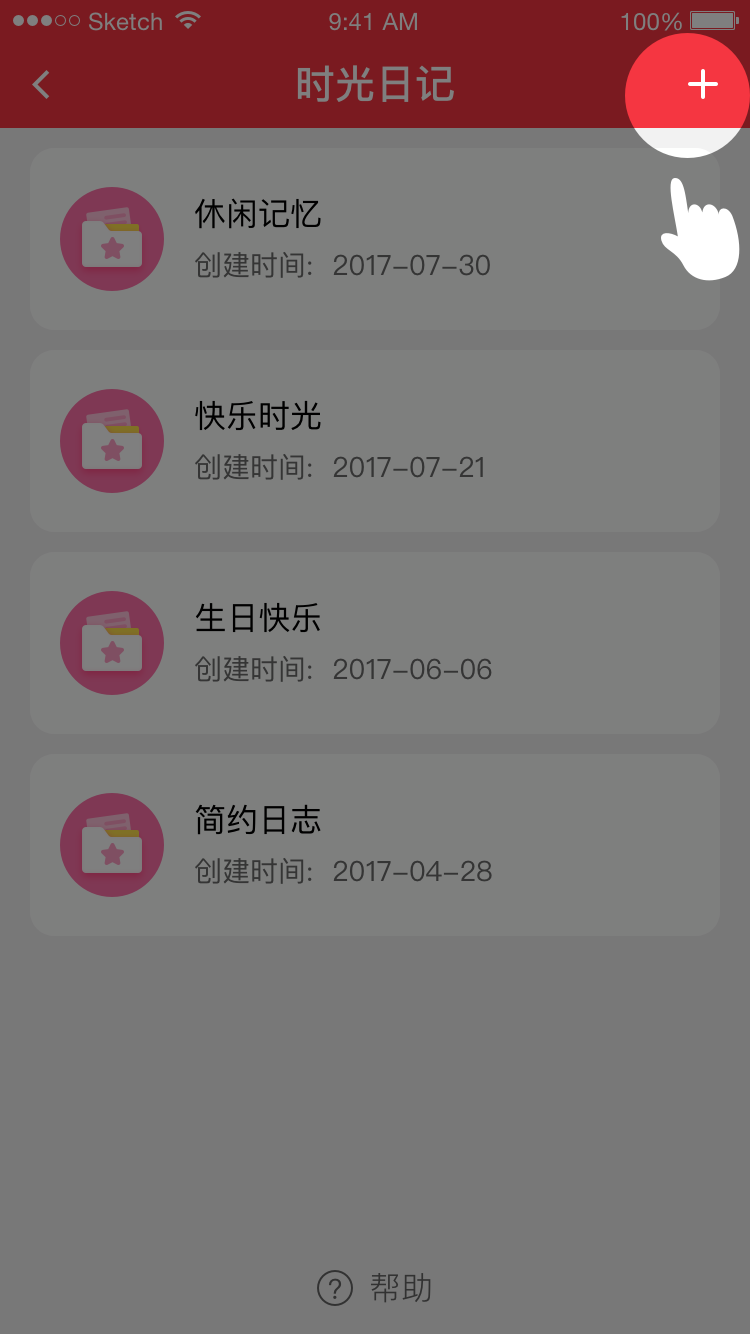 Sketch 9:41 AM 100%
时光日记
休闲记忆
创建时间: 2017-07-30
快乐时光
创建时间: 2017-07-21
生日快乐
创建时间: 2017-06-06
简约日志
创建时间: 2017-04-28
? 帮助